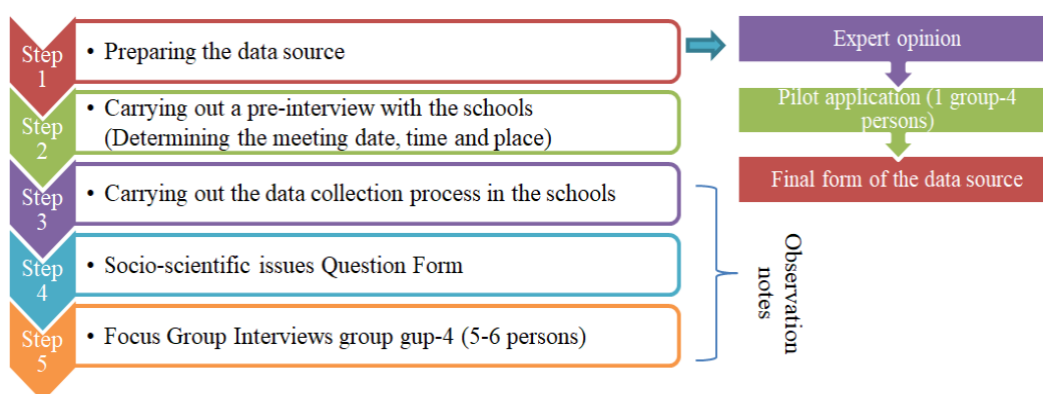 Step
1
• Preparing the data source
Step
2
• Carrying out a pre-interview with the schools
(Determining the meeting date, time and place)
Step
3
• Carrying out the data collection process in the schools
Step
4
• Socio-scientific issues Question Form
Step
5
• Focus Group Interviews group gup-4 (5-6 persons)
Expert opinion
Pilot application (1 group-4
persons)
Final form of the data source
Observation
notes